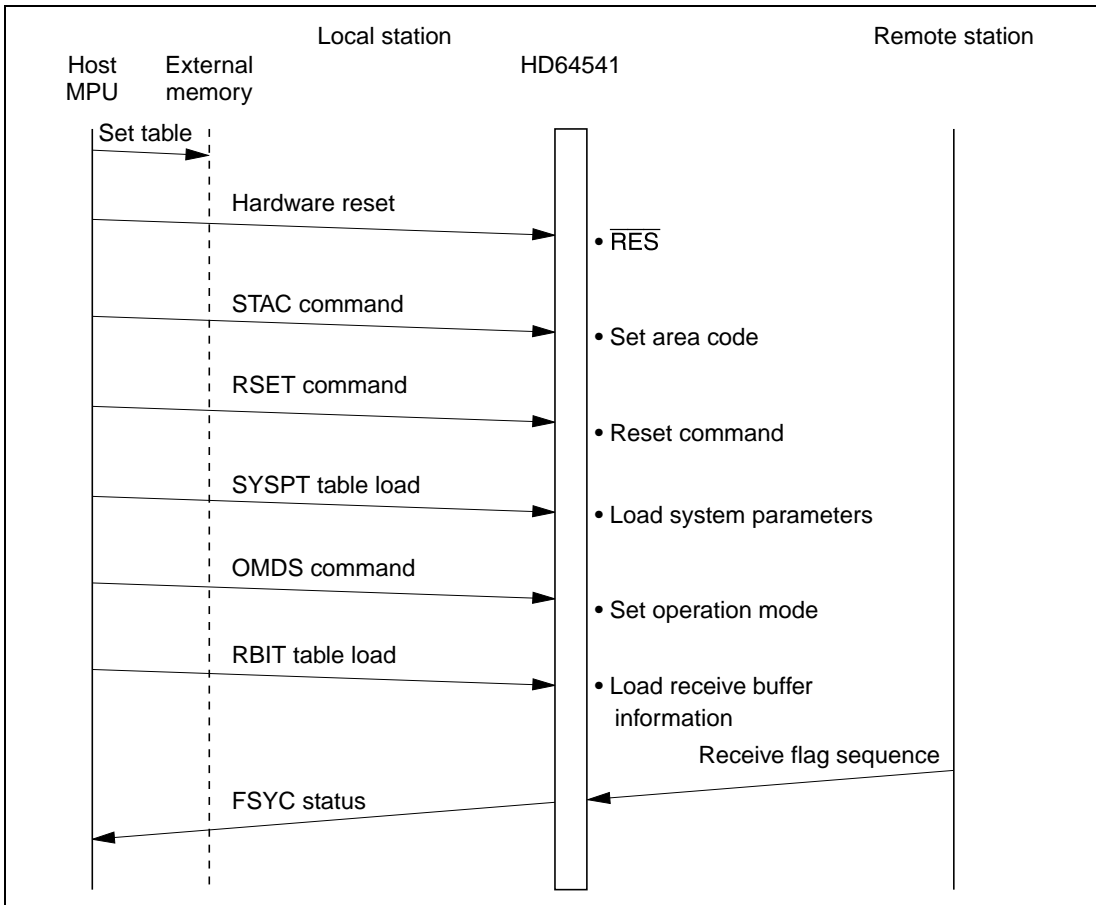 Local station
Remote station
Host
MPU
External
memory
HD64541
Set table
Hardware reset
• R̅E̅S̅
STAC command
• Set area code
RSET command
• Reset command
SYSPT table load
• Load system parameters
OMDS command
• Set operation mode
RBIT table load
• Load receive buffer
information
Receive flag sequence
FSYC status